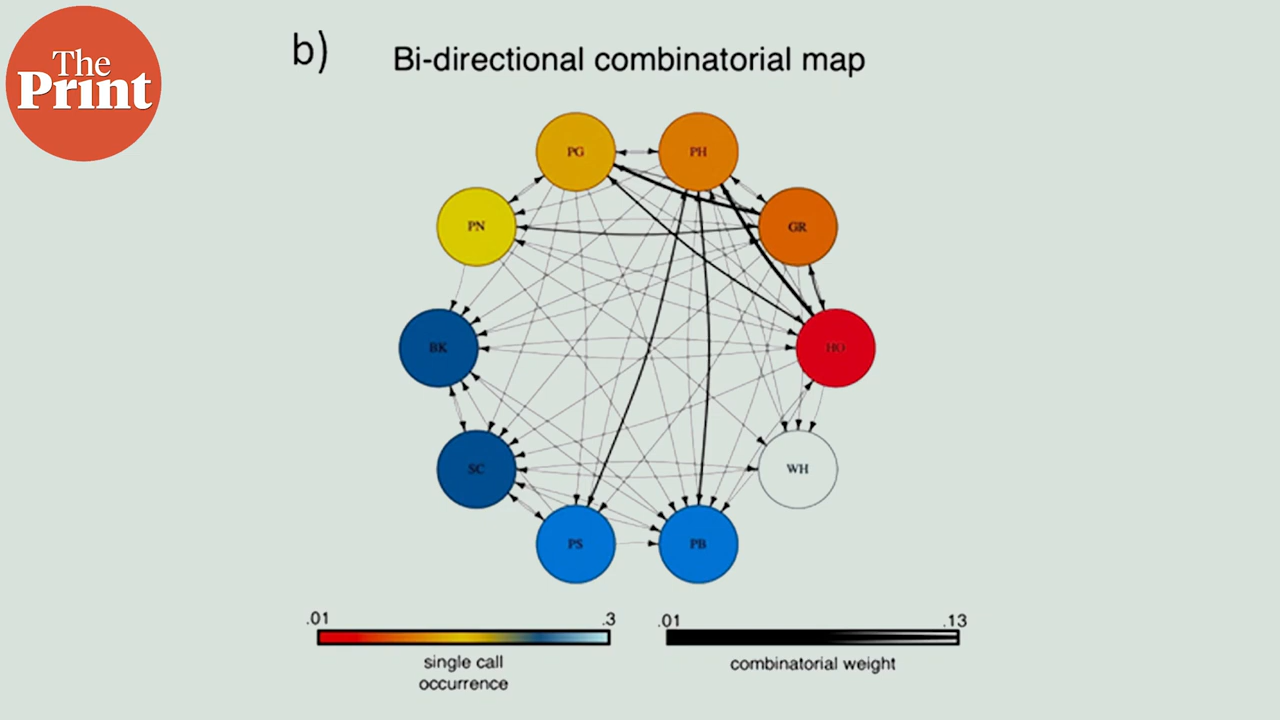 The
Print
b)
Bi-directional combinatorial map
PG
PH
PN
GR
BK
HO
SC
WH
PS
PB
.01
.3
.01
.13
single call
occurrence
combinatorial weight